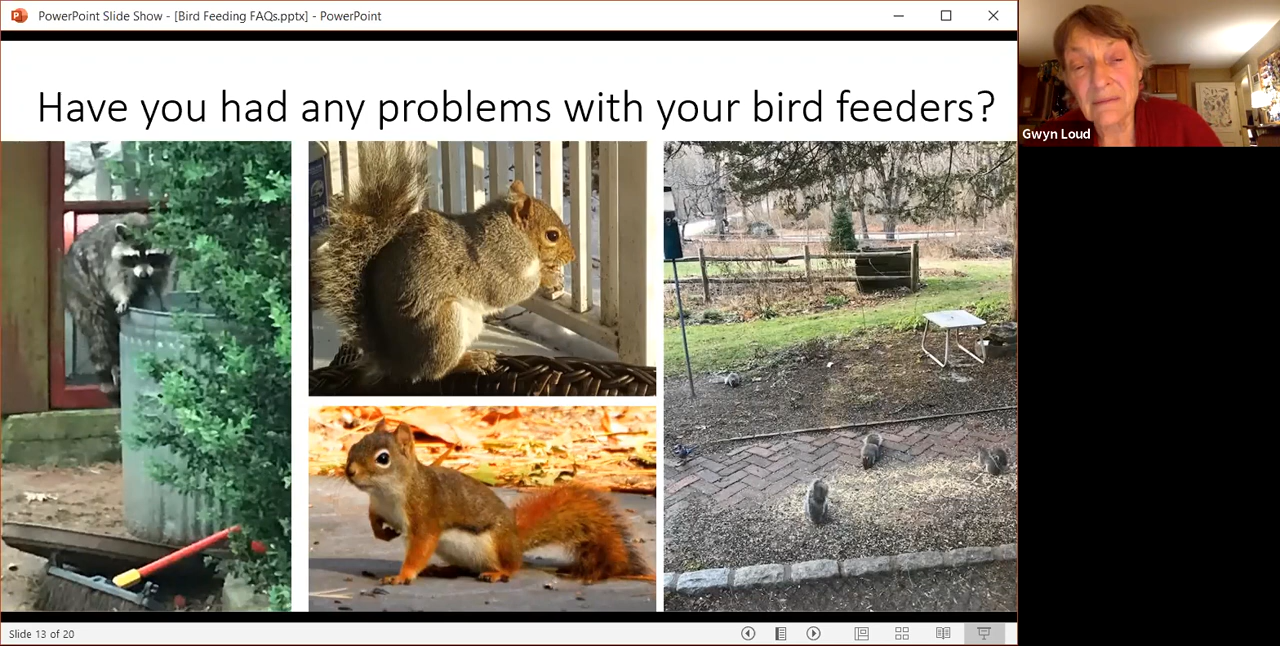 PowerPoint Slide Show - [Bird Feeding FAQs.pptx] - PowerPoint
Have you had any problems with your bird feeders?
Gwyn Loud
Slide 13 of 20